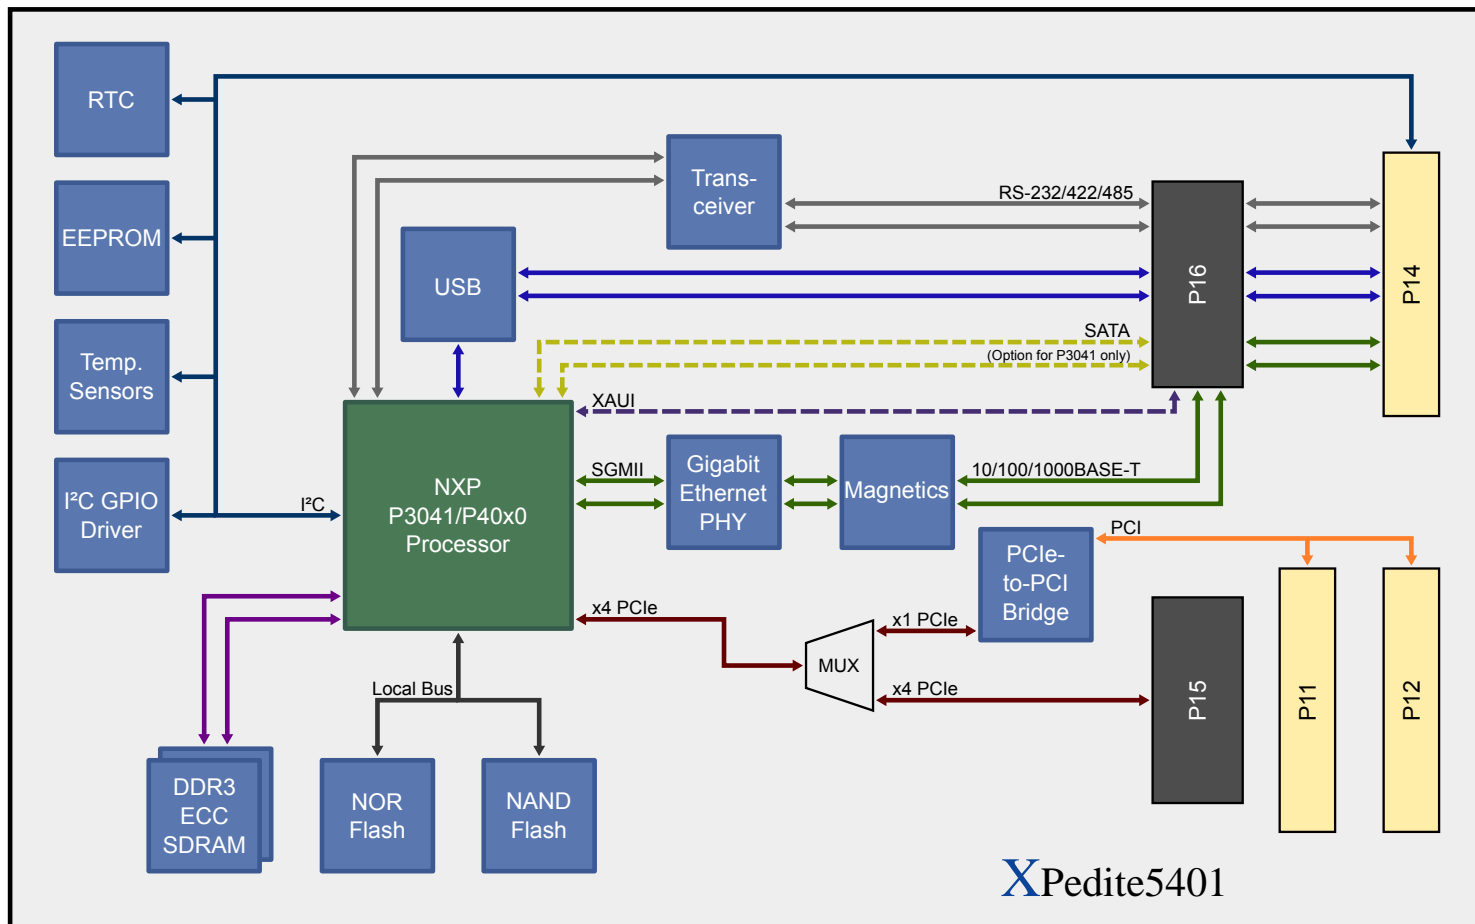 RTC
EEPROM
Temp.
Sensors
I²C GPIO
Driver
I²C
Trans-
ceiver
USB
RS-232/422/485
SATA
(Option for P3041 only)
XAUI
P16
P14
NXP
P3041/P40x0
Processor
SGMII
Gigabit
Ethernet
PHY
Magnetics
10/100/1000BASE-T
PCIe-
to-PCI
Bridge
PCI
x4 PCIe
MUX
x1 PCIe
x4 PCIe
P15
P11
P12
Local Bus
DDR3
ECC
SDRAM
NOR
Flash
NAND
Flash
XPedite5401